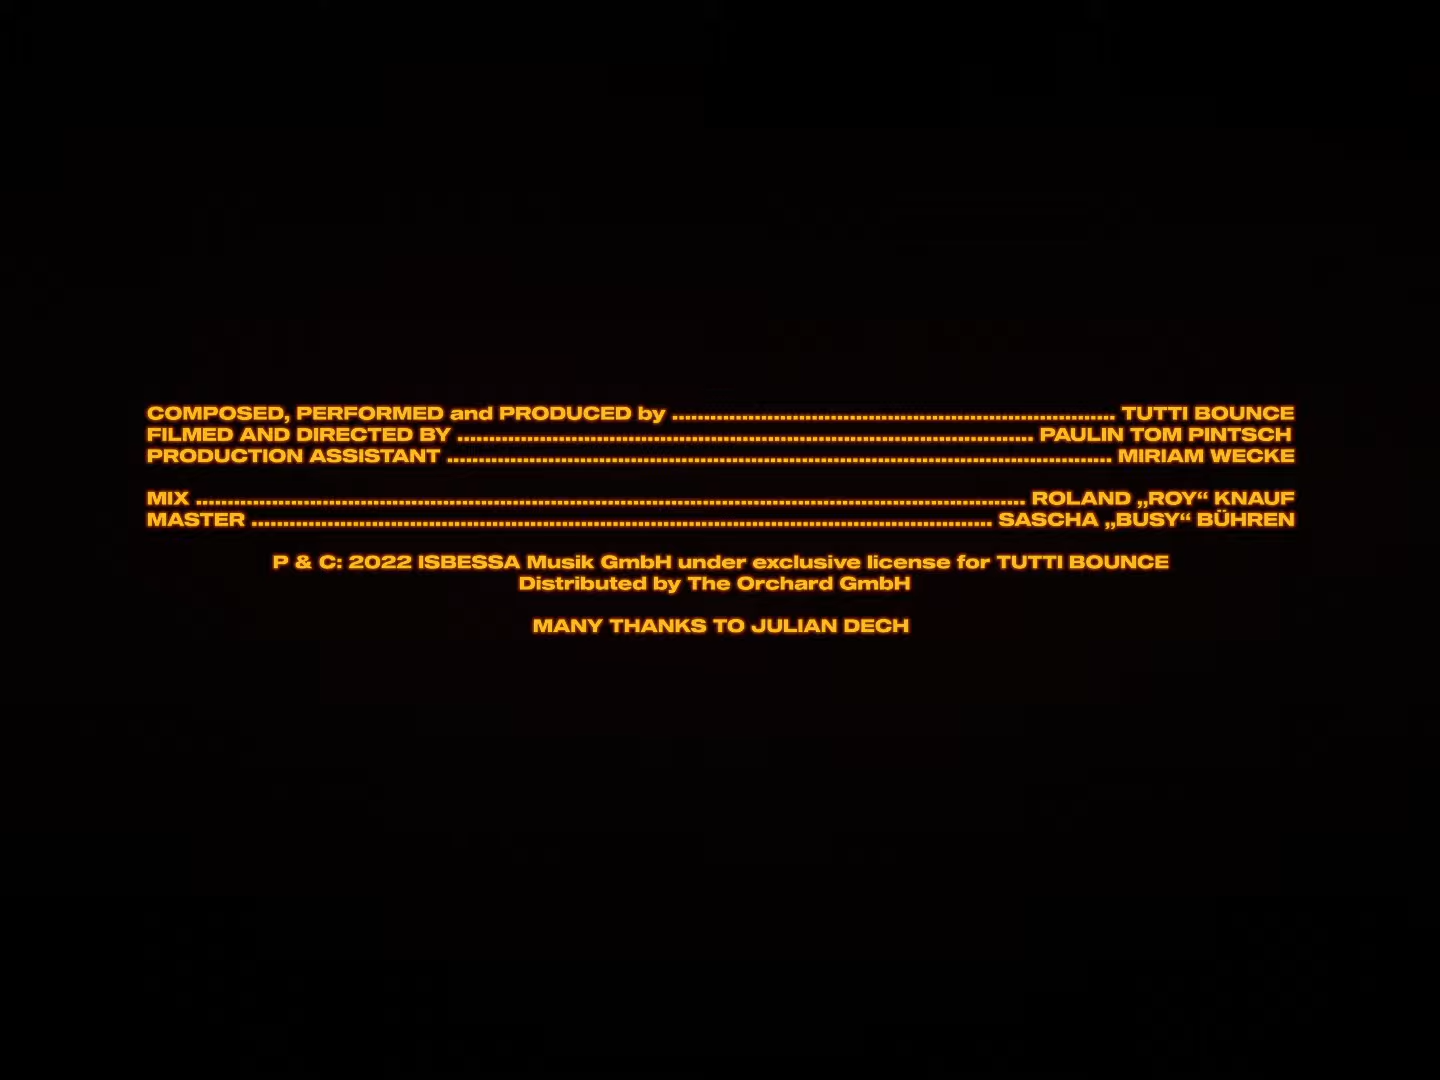 COMPOSED, PERFORMED and PRODUCED by ........................................................................ TUTTI BOUNCE
FILMED AND DIRECTED BY ............................................................................................. PAULIN TOM PINTSCH
PRODUCTION ASSISTANT ........................................................................................................... MIRIAM WECKE
MIX ...................................................................................................................................... ROLAND „ROY“ KNAUF
MASTER ........................................................................................................................ SASCHA „BUSY“ BÜHREN
P & C: 2022 ISBESSA Musik GmbH under exclusive license for TUTTI BOUNCE
Distributed by The Orchard GmbH
MANY THANKS TO JULIAN DECH